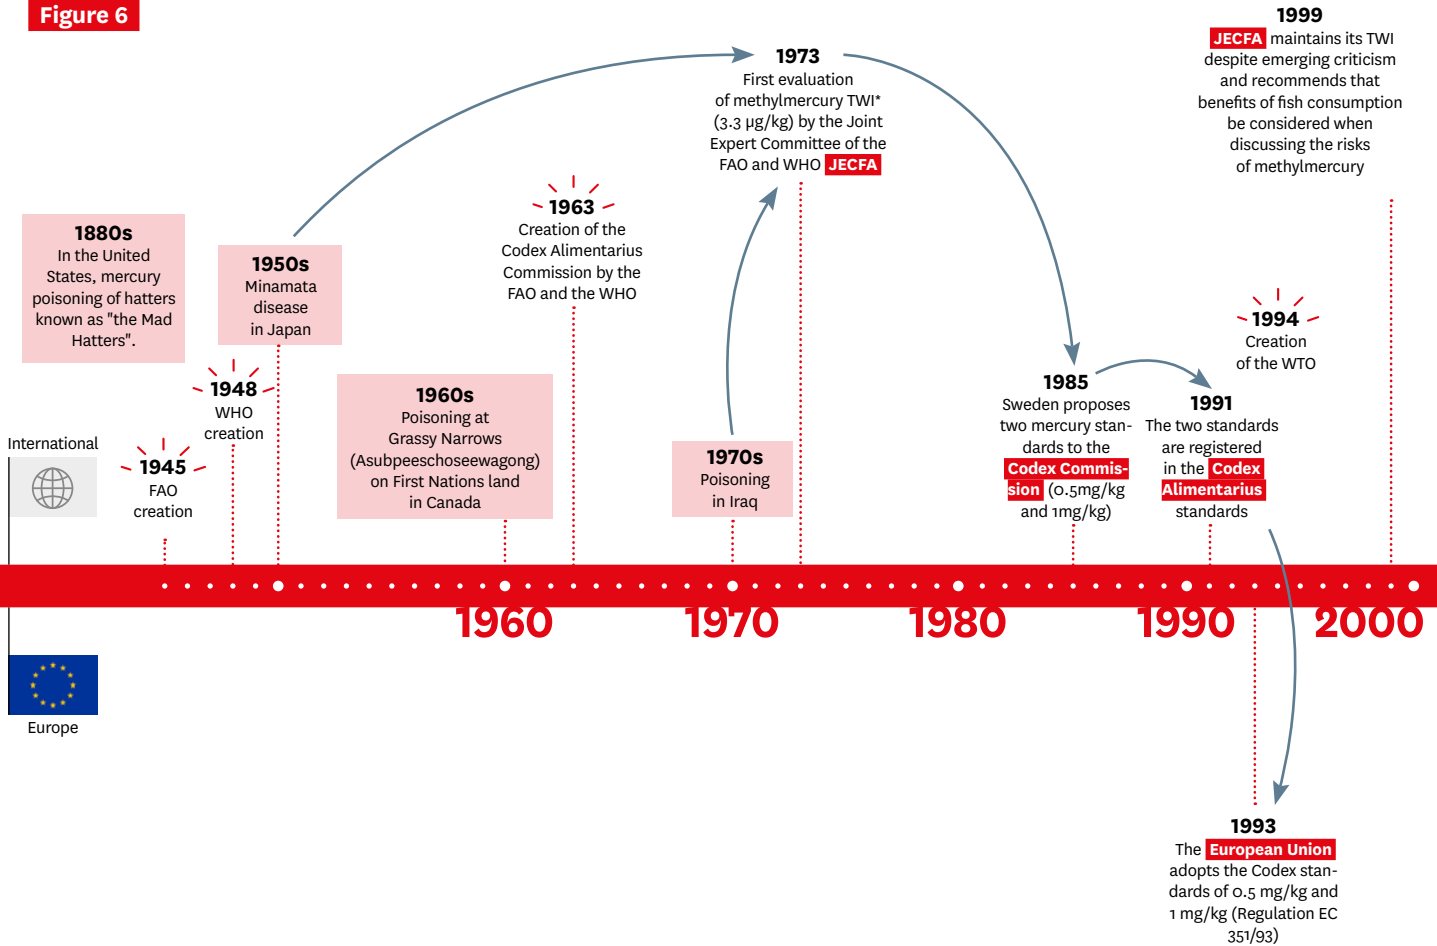 Figure 6
1880s
In the United
States, mercury
poisoning of hatters
known as "the Mad
Hatters".
1945
FAO
creation
1948
WHO
creation
1950s
Minamata
disease
in Japan
1960s
Poisoning at
Grassy Narrows
(Asubpeeschoseewagong)
on First Nations land
in Canada
1963
Creation of the
Codex Alimentarius
Commission by the
FAO and the WHO
1970s
Poisoning
in Iraq
1973
First evaluation
of methylmercury TWI*
(3.3 µg/kg) by the Joint
Expert Committee of the
FAO and WHO JECFA
1985
Sweden proposes
two mercury stan-
dards to the
Codex Commis-
sion (0.5mg/kg
and 1mg/kg)
1991
The two standards
are registered
in the Codex
Alimentarius
standards
1994
Creation
of the WTO
1999
JECFA maintains its TWI
despite emerging criticism
and recommends that
benefits of fish consumption
be considered when
discussing the risks
of methylmercury
International
1960
1970
1980
1990
2000
Europe
1993
The European Union
adopts the Codex stan-
dards of 0.5 mg/kg and
1 mg/kg (Regulation EC
351/93)